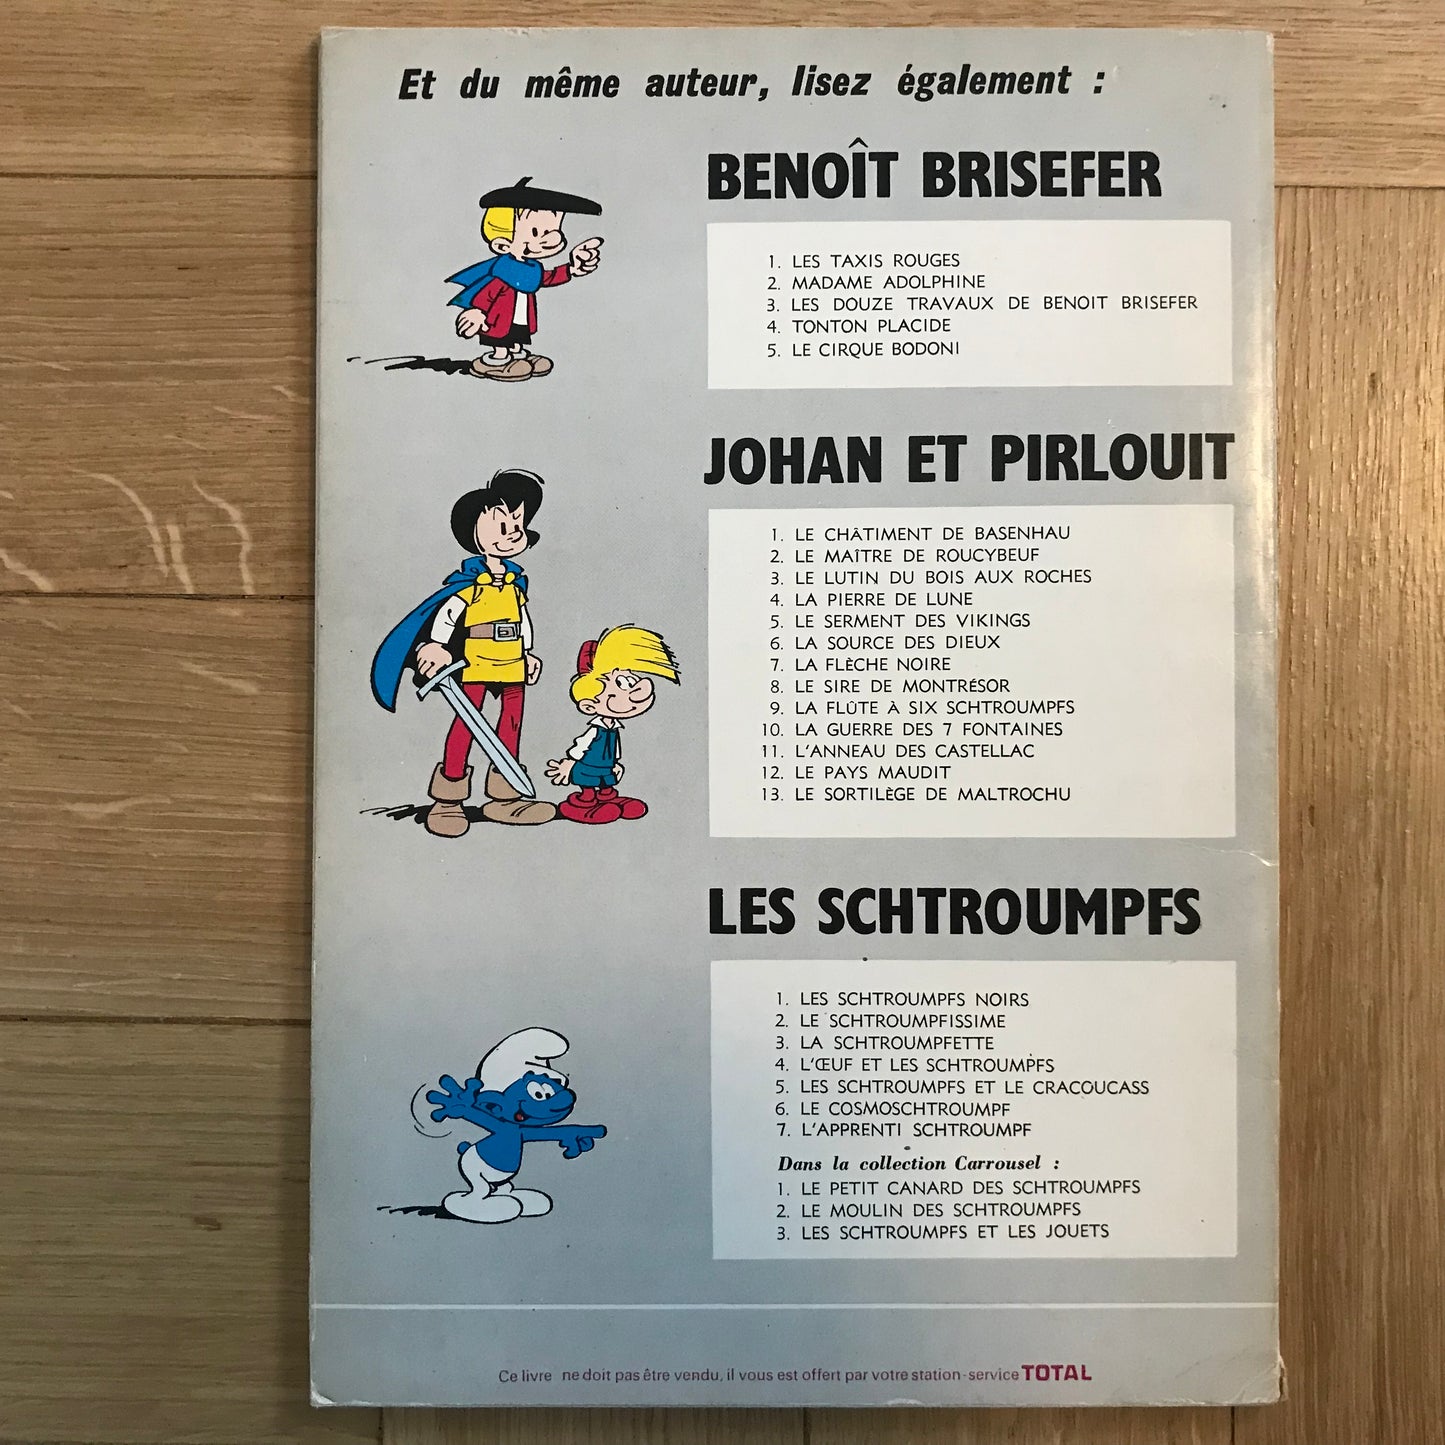 Et du même auteur, lisez également :
BENOÎT BRISEFER
1. LES TAXIS ROUGES
2. MADAME ADOLPHINE
3. LES DOUZE TRAVAUX DE BENOIT BRISEFER
4. TONTON PLACIDE
5. LE CIRQUE BODONI
JOHAN ET PIRLOUIT
1. LE CHÂTIMENT DE BASENHAU
2. LE MAÎTRE DE ROUCYBEUF
3. LE LUTIN DU BOIS AUX ROCHES
4. LA PIERRE DE LUNE
5. LE SERMENT DES VIKINGS
6. LA SOURCE DES DIEUX
7. LA FLÈCHE NOIRE
8. LE SIRE DE MONTRÉSOR
9. LA FLÛTE À SIX SCHTROUMPFS
10. LA GUERRE DES 7 FONTAINES
11. L'ANNEAU DES CASTELLAC
12. LE PAYS MAUDIT
13. LE SORTILÈGE DE MALTROCHU
LES SCHTROUMPFS
1. LES SCHTROUMPFS NOIRS
2. LE SCHTROUMPFISSIME
3. LA SCHTROUMPFETTE
4. L'ŒUF ET LES SCHTROUMPFS
5. LES SCHTROUMPFS ET LE CRACOUCASS
6. LE COSMOSCHTROUMPF
7. L'APPRENTI SCHTROUMPF
Dans la collection Carrousel :
1. LE PETIT CANARD DES SCHTROUMPFS
2. LE MOULIN DES SCHTROUMPFS
3. LES SCHTROUMPFS ET LES JOUETS
Ce livre ne doit pas être vendu, il vous est offert par votre station-service TOTAL